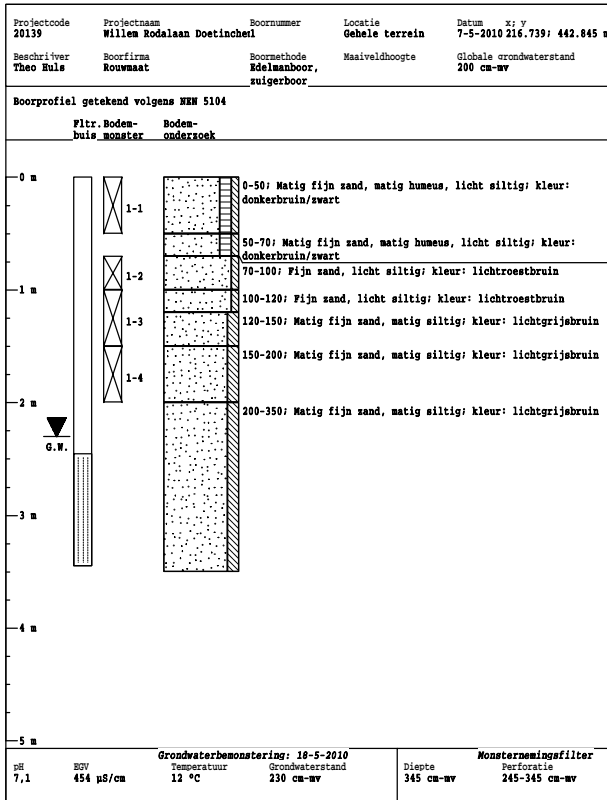 Projectcode Projectnaam Boornummer Locatie Datum x; y
20139 Willem Rodalaan Doetinchem1 Gehele terrein 7-5-2010 216.739; 442.845 m
Beschrijver Boorfirma Boormethode Maaiveldhoogte Globale grondwaterstand
Theo Huls Rouwmaat Edelmanboor, 200 cm-mv
zuigerboor
Boorprofiel getekend volgens NEN 5104
Fltr. Bodem- Bodem-
buis monster onderzoek
0 m
0-50; Matig fijn zand, matig humeus, licht siltig; kleur:
donkerbruin/zwart
1-1
50-70; Matig fijn zand, matig humeus, licht siltig; kleur:
donkerbruin/zwart
1-2
70-100; Fijn zand, licht siltig; kleur: lichtroestbruin
1 m
100-120; Fijn zand, licht siltig; kleur: lichtroestbruin
1-3
120-150; Matig fijn zand, matig siltig; kleur: lichtgrijsbruin
150-200; Matig fijn zand, matig siltig; kleur: lichtgrijsbruin
1-4
2 m
200-350; Matig fijn zand, matig siltig; kleur: lichtgrijsbruin
G.W.
3 m
4 m
5 m
Grondwaterbemonstering: 18-5-2010 Monsternemingsfilter
pH EGV Temperatuur Grondwaterstand Diepte Perforatie
7,1 454 µS/cm 12 ºC 230 cm-mv 345 cm-mv 245-345 cm-mv